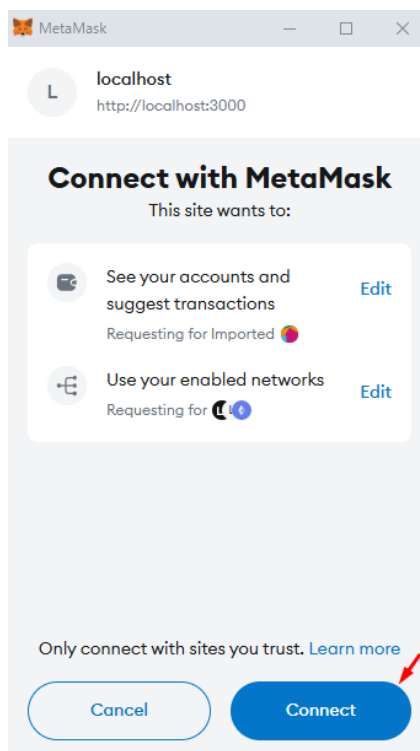 MetaMask
L
localhost
http://localhost:3000
Connect with MetaMask
This site wants to:
See your accounts and
suggest transactions
Edit
Requesting for Imported
Use your enabled networks
Edit
Requesting for
Only connect with sites you trust. Learn more
Cancel
Connect